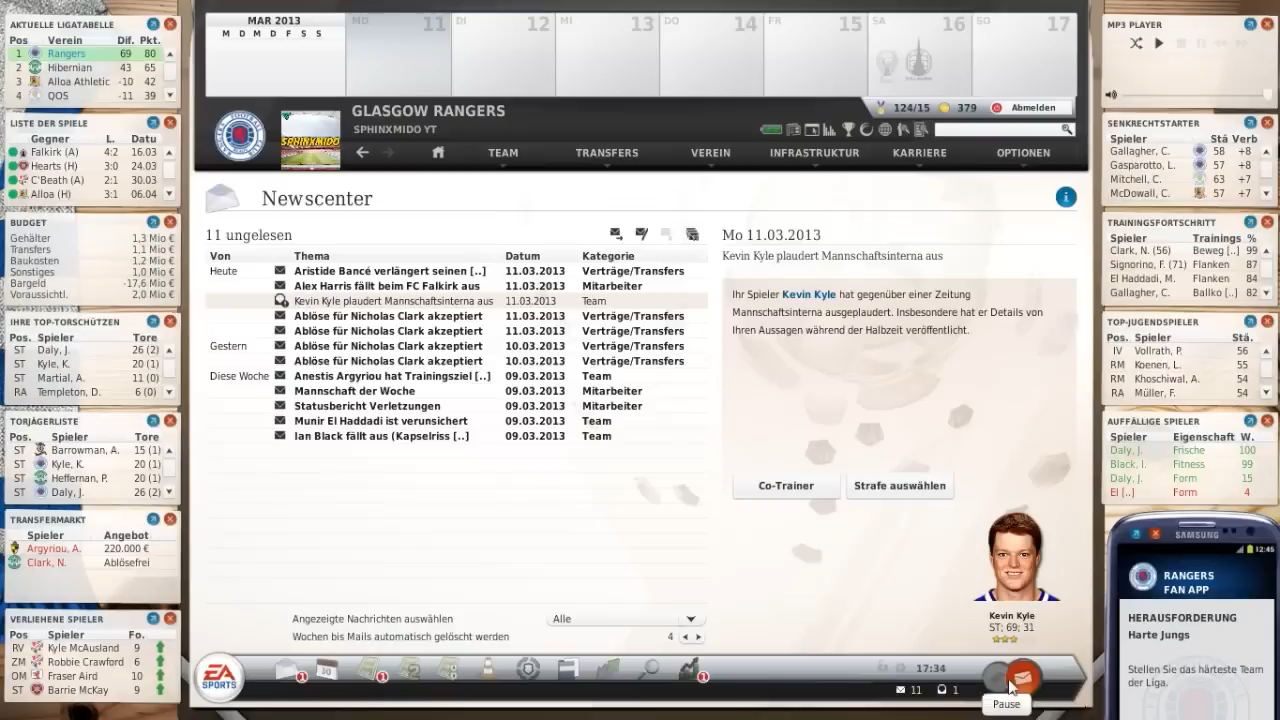 AKTUELLE LIGATABELLE
Pos Verein Dif. Pkt.
1 Rangers 69 80
2 Hibernian 43 65
3 Alloa Athletic -10 42
4 QOS -11 39
LISTE DER SPIELE
Gegner L. Datu
Falkirk (A) 4:2 16.03
Hearts (H) 3:0 24.03
C'Beath (A) 2:1 30.03
Alloa (H) 3:1 06.04
BUDGET
Gehälter 1,3 Mio €
Transfers 1,1 Mio €
Baukosten 1,2 Mio €
Sonstiges 1,0 Mio €
Bargeld -17,6 Mio €
Voraussichtl. 2,0 Mio €
IHRE TOP-TORSCHÜTZEN
Pos. Spieler Tore
ST Daly, J. 26 (2)
ST Kyle, K. 20 (1)
ST Martial, A. 11 (0)
RA Templeton, D. 6 (0)
TORJÄGERLISTE
Pos. Spieler Tore
ST Barrowman, A. 15 (1)
ST Kyle, K. 20 (1)
ST Heffernan, P. 20 (1)
ST Daly, J. 26 (2)
TRANSFERMARKT
Spieler Angebot
Argyriou, A. 220.000 €
Clark, N. Ablösefrei
VERLIEHENE SPIELER
Pos Spieler Fo.
RV Kyle McAusland 9
ZM Robbie Crawford 6
OM Fraser Aird 10
ST Barrie McKay 9
MAR 2013
M D M D F S S
MO 11 DI 12 MI 13 DO 14 FR 15 SA 16 SO 17
GLASGOW RANGERS
SPHINXMIDO YT
SPHINXMIDO
124/15 379 Abmelden
TEAM TRANSFERS VEREIN INFRASTRUKTUR KARRIERE OPTIONEN
Newscenter
11 ungelesen
Von Thema Datum Kategorie
Heute Aristide Bancé verlängert seinen [..] 11.03.2013 Verträge/Transfers
Alex Harris fällt beim FC Falkirk aus 11.03.2013 Mitarbeiter
Kevin Kyle plaudert Mannschaftsinterna aus 11.03.2013 Team
Ablöse für Nicholas Clark akzeptiert 11.03.2013 Verträge/Transfers
Ablöse für Nicholas Clark akzeptiert 11.03.2013 Verträge/Transfers
Gestern Ablöse für Nicholas Clark akzeptiert 10.03.2013 Verträge/Transfers
Ablöse für Nicholas Clark akzeptiert 10.03.2013 Verträge/Transfers
Diese Woche Anestis Argyriou hat Trainingsziel [..] 09.03.2013 Team
Mannschaft der Woche 09.03.2013 Mitarbeiter
Statusbericht Verletzungen 09.03.2013 Mitarbeiter
Munir El Haddadi ist verunsichert 09.03.2013 Team
Ian Black fällt aus (Kapselriss [..] 09.03.2013 Team
Angezeigte Nachrichten auswählen Alle
Wochen bis Mails automatisch gelöscht werden 4
Mo 11.03.2013
Kevin Kyle plaudert Mannschaftsinterna aus
Ihr Spieler Kevin Kyle hat gegenüber einer Zeitung
Mannschaftsinterna ausgeplaudert. Insbesondere hat er Details von
Ihren Aussagen während der Halbzeit veröffentlicht.
Co-Trainer Strafe auswählen
Kevin Kyle
ST; 69; 31
EA SPORTS
1 30 1 1
17:34
11 1
Pause
MP3 PLAYER
SENKRECHTSTARTER
Spieler Stä Verb
Gallagher, C. 58 +8
Gasparotto, L. 57 +8
Mitchell, C. 63 +7
McDowall, C. 57 +7
TRAININGSFORTSCHRITT
Spieler Trainings %
Clark, N. (56) Beweg [..] 99
Signorino, F. (71) Flanken 87
El Haddadi, M. Flanken 84
Gallagher, C. Ballko [..] 82
TOP-JUGENDSPIELER
Pos. Spieler Stä.
IV Vollrath, P. 56
RM Koenen, L. 55
RM Khoschiwal, A. 54
RA Müller, F. 54
AUFFÄLLIGE SPIELER
Spieler Eigenschaft W.
Daly, J. Frische 100
Black, I. Fitness 99
Daly, J. Form 15
El [..] Form 4
SAMSUNG
12:45
RANGERS
FAN APP
HERAUSFORDERUNG
Harte Jungs
Stellen Sie das härteste Team
der Liga.